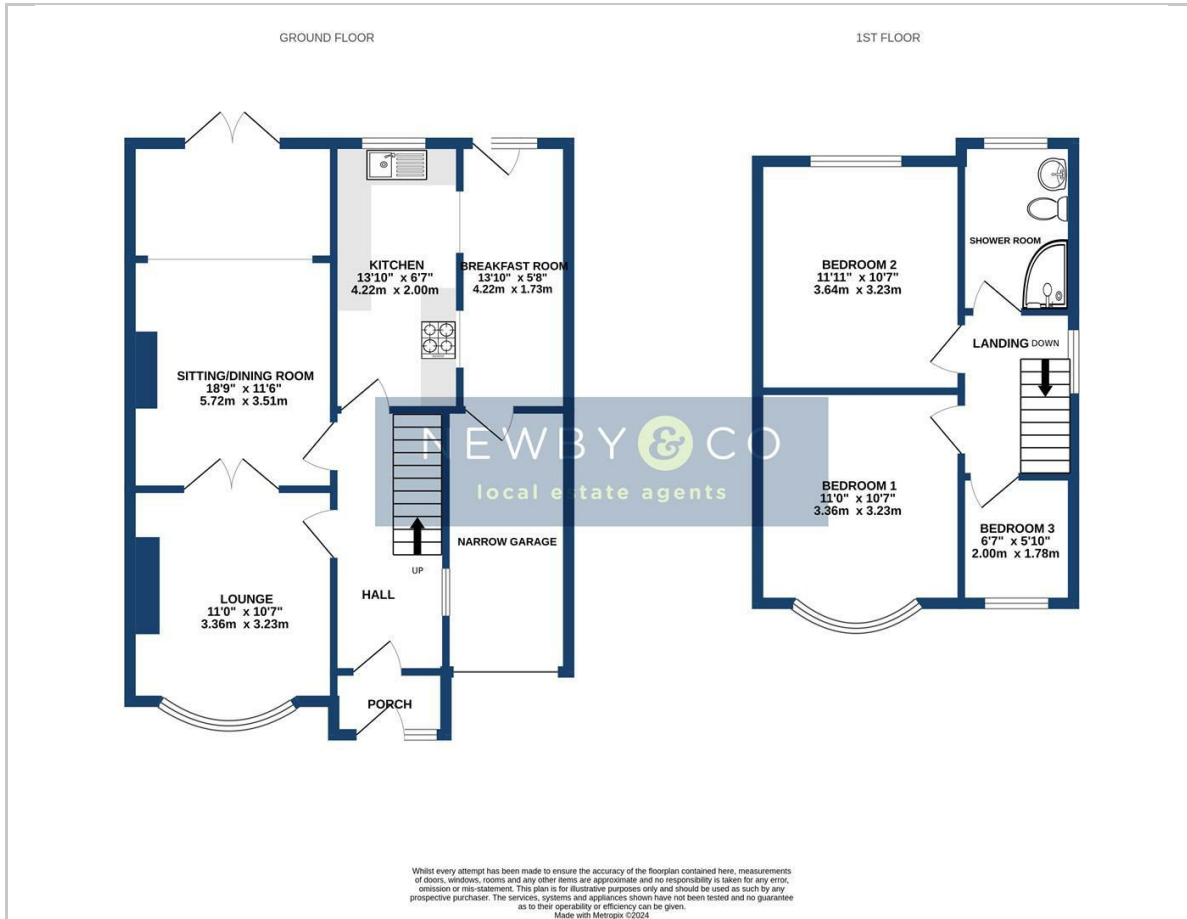 GROUND FLOOR
1ST FLOOR
KITCHEN
13'10" x 6'7"
4.22m x 2.00m
BREAKFAST ROOM
13'10" x 5'8"
4.22m x 1.73m
SITTING/DINING ROOM
18'9" x 11'6"
5.72m x 3.51m
NEWBY & CO
local estate agents
NARROW GARAGE
UP
HALL
LOUNGE
11'0" x 10'7"
3.36m x 3.23m
PORCH
SHOWER ROOM
BEDROOM 2
11'11" x 10'7"
3.64m x 3.23m
LANDING
DOWN
BEDROOM 1
11'0" x 10'7"
3.36m x 3.23m
BEDROOM 3
6'7" x 5'10"
2.00m x 1.78m
Whilst every attempt has been made to ensure the accuracy of the floorplan contained here, measurements
of doors, windows, rooms and any other items are approximate and no responsibility is taken for any error,
omission or mis-statement. This plan is for illustrative purposes only and should be used as such by any
prospective purchaser. The services, systems and appliances shown have not been tested and no guarantee
as to their operability or efficiency can be given.
Made with Metropix ©2024